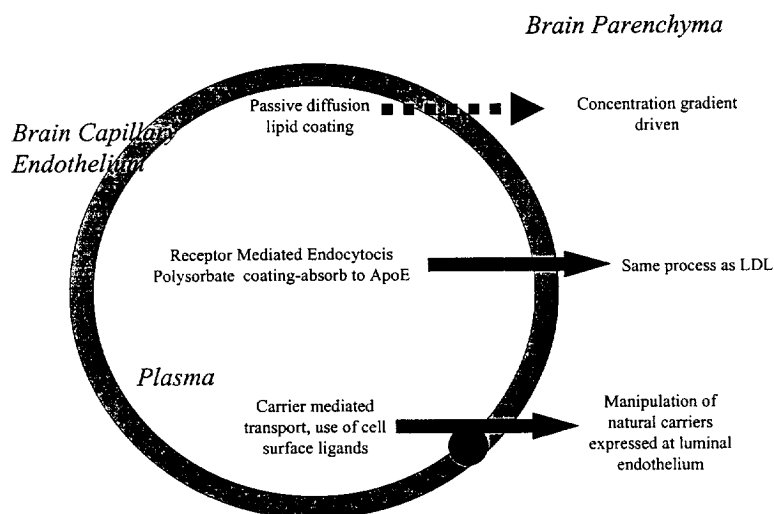 Brain Parenchyma
Passive diffusion
lipid coating
Concentration gradient
driven
Brain Capillary
Endothelium
Receptor Mediated Endocytocis
Polysorbate coating-absorb to ApoE
Same process as LDL
Plasma
Carrier mediated
transport, use of cell
surface ligands
Manipulation of
natural carriers
expressed at luminal
endothelium